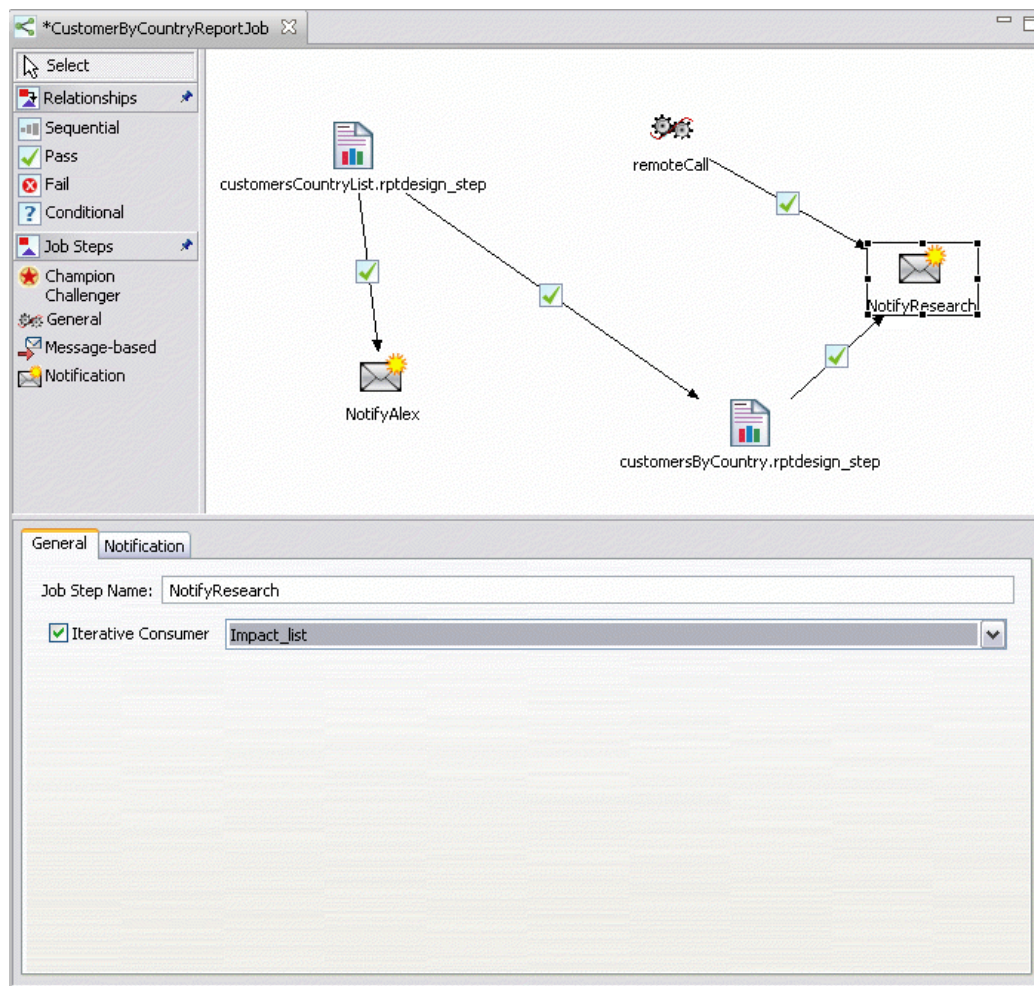 *CustomerByCountryReportJob
Select
Relationships
Sequential
Pass
Fail
Conditional
Job Steps
Champion
Challenger
General
Message-based
Notification
customersCountryList.rptdesign_step
remoteCall
NotifyResearch
NotifyAlex
customersByCountry.rptdesign_step
General
Notification
Job Step Name: NotifyResearch
Iterative Consumer Impact_list